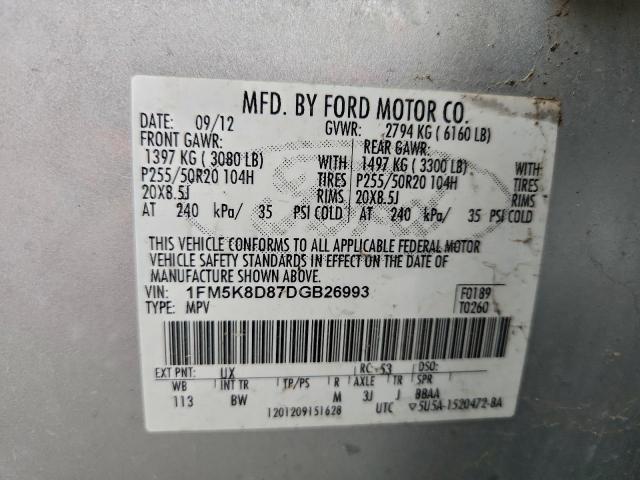 MFD. BY FORD MOTOR CO.
DATE: 09/12 GVWR: 2794 KG ( 6160 LB)
FRONT GAWR: REAR GAWR:
1397 KG ( 3080 LB) WITH 1497 KG ( 3300 LB) WITH
P255/50R20 104H TIRES P255/50R20 104H TIRES
20X8.5J RIMS 20X8.5J RIMS
AT 240 kPa/ 35 PSI COLD AT 240 kPa/ 35 PSI COLD
THIS VEHICLE CONFORMS TO ALL APPLICABLE FEDERAL MOTOR
VEHICLE SAFETY STANDARDS IN EFFECT ON THE DATE OF
MANUFACTURE SHOWN ABOVE.
VIN: 1FM5K8D87DGB26993 F0189
TYPE: MPV T0260
EXT PNT: UX RC: 53 DSO:
WB INT TR TP/PS R AXLE TR SPR
113 BW M 3J J BBAA
1201209151628 UTC ▽5U5A-1520472-BA